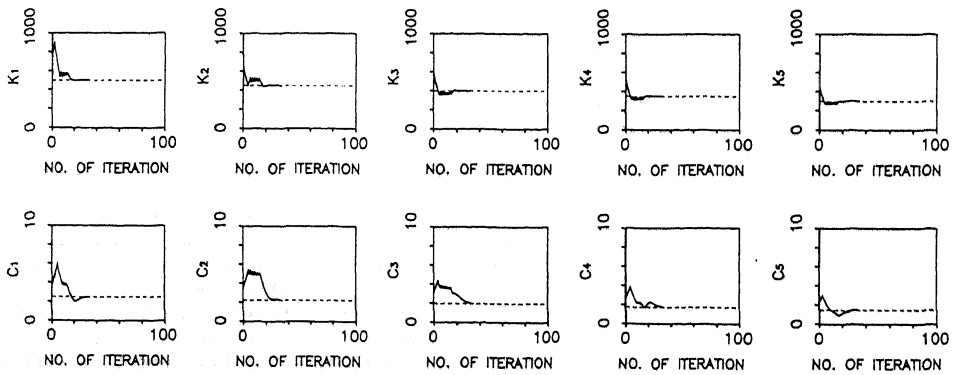 1000 1000 1000 1000 1000
K1 K2 K3 K4 K5
0 0 0 0 0
0 100 0 100 0 100 0 100 0 100
NO. OF ITERATION NO. OF ITERATION NO. OF ITERATION NO. OF ITERATION NO. OF ITERATION
10 10 10 10 10
C1 C2 C3 C4 C5
0 0 0 0 0
0 100 0 100 0 100 0 100 0 100
NO. OF ITERATION NO. OF ITERATION NO. OF ITERATION NO. OF ITERATION NO. OF ITERATION